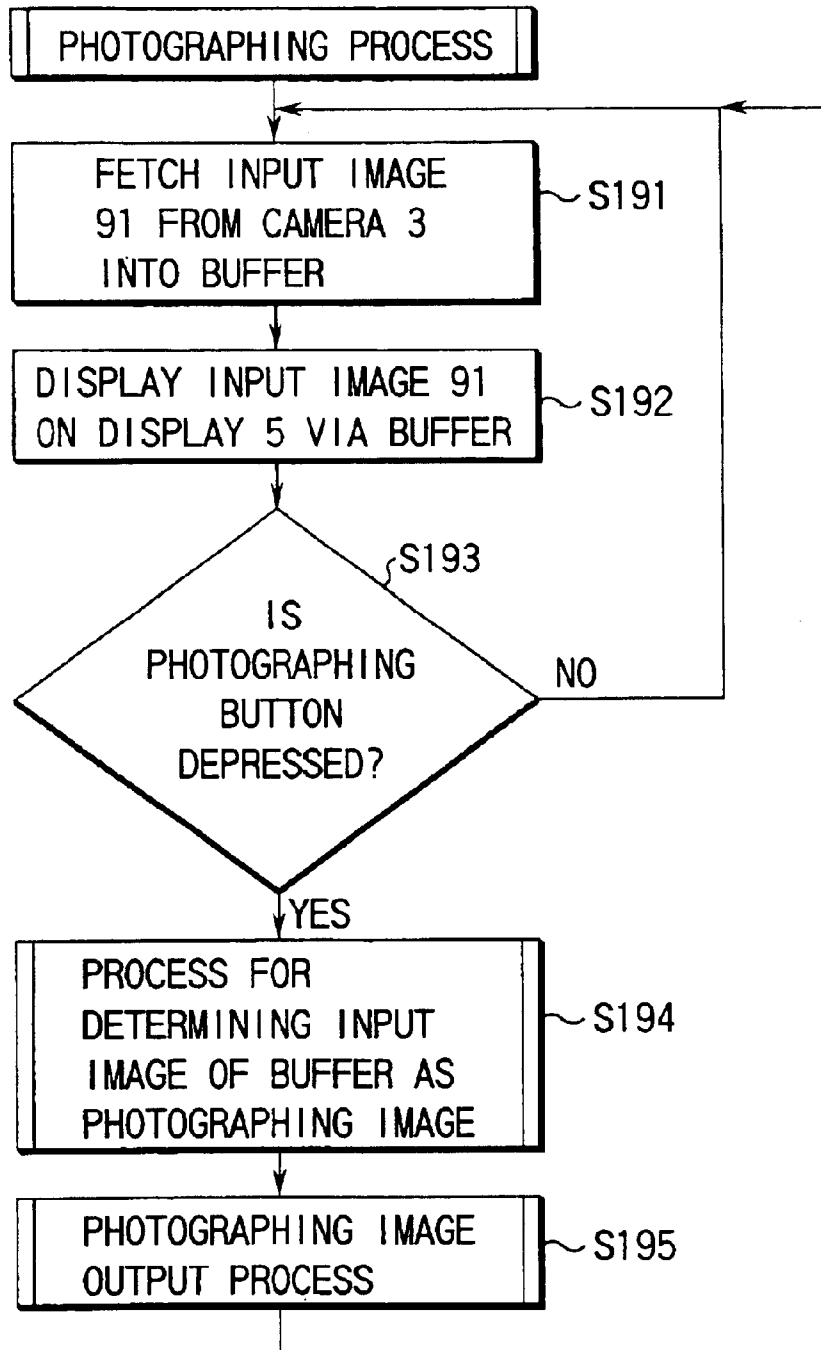 PHOTOGRAPHING PROCESS
FETCH INPUT IMAGE
91 FROM CAMERA 3
INTO BUFFER
S191
DISPLAY INPUT IMAGE 91
ON DISPLAY 5 VIA BUFFER
S192
S193
IS
PHOTOGRAPHING
BUTTON
DEPRESSED?
NO
YES
PROCESS FOR
DETERMINING INPUT
IMAGE OF BUFFER AS
PHOTOGRAPHING IMAGE
S194
PHOTOGRAPHING IMAGE
OUTPUT PROCESS
S195